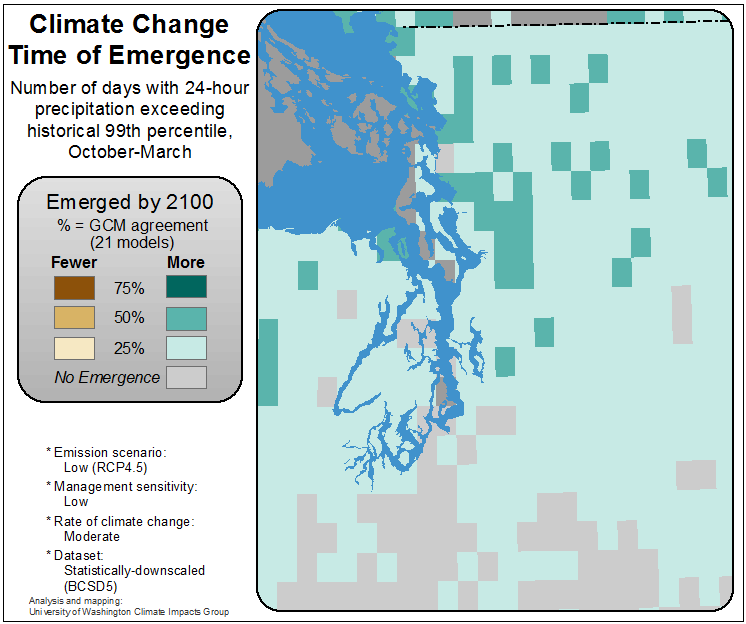 Climate Change
Time of Emergence
Number of days with 24-hour
precipitation exceeding
historical 99th percentile,
October-March
Emerged by 2100
% = GCM agreement
(21 models)
Fewer More
75%
50%
25%
No Emergence
* Emission scenario:
Low (RCP4.5)
* Management sensitivity:
Low
* Rate of climate change:
Moderate
* Dataset:
Statistically-downscaled
(BCSD5)
Analysis and mapping:
University of Washington Climate Impacts Group